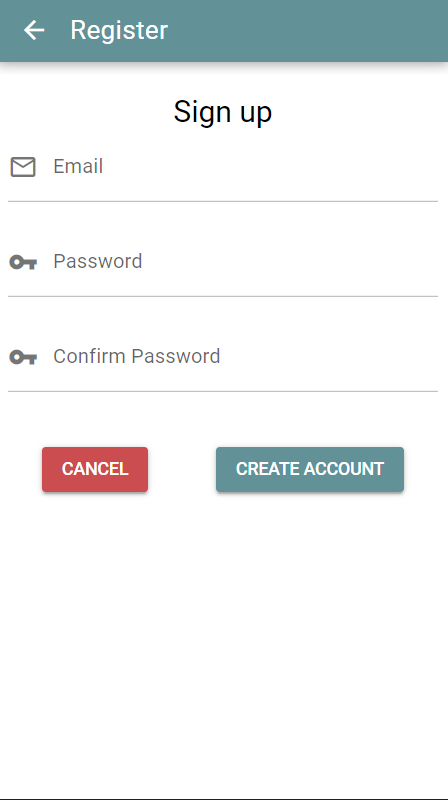 Register
Sign up
Email
Password
Confirm Password
CANCEL CREATE ACCOUNT